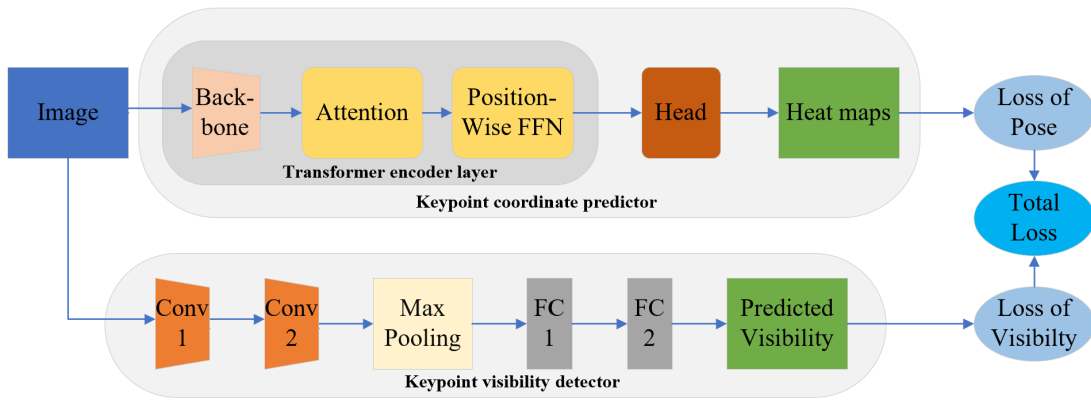 Image
Back-
bone
Attention
Position-
Wise FFN
Head
Heat maps
Loss of
Pose
Transformer encoder layer
Keypoint coordinate predictor
Total
Loss
Conv
1
Conv
2
Max
Pooling
FC
1
FC
2
Predicted
Visibility
Loss of
Visibilty
Keypoint visibility detector